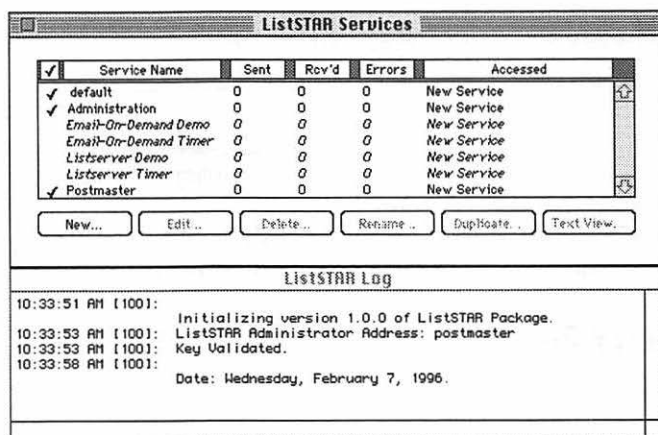 ListSTAR Services
✓ Service Name Sent Rcv'd Errors Accessed
✓ default 0 0 0 New Service
✓ Administration 0 0 0 New Service
Email-On-Demand Demo 0 0 0 New Service
Email-On-Demand Timer 0 0 0 New Service
Listserver Demo 0 0 0 New Service
Listserver Timer 0 0 0 New Service
✓ Postmaster 0 0 0 New Service
New... Edit... Delete... Rename... Duplicate... Text View.
ListSTAR Log
10:33:51 AM [100]:
Initializing version 1.0.0 of ListSTAR Package.
10:33:53 AM [100]: ListSTAR Administrator Address: postmaster
10:33:53 AM [100]: Key Validated.
10:33:58 AM [100]:
Date: Wednesday, February 7, 1996.